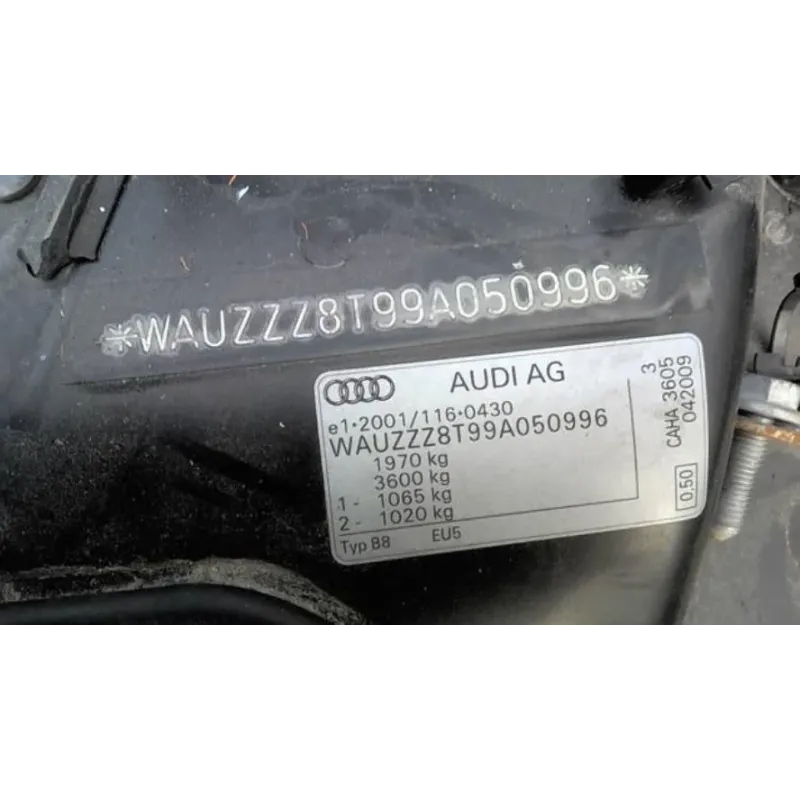 *WAUZZZ8T99A050996*
AUDI AG
e1*2001/116*0430
WAUZZZ8T99A050996
1970 kg
3600 kg
1 - 1065 kg
2 - 1020 kg
Typ B8 EU5
3
CAHA 3605
042009
0,50